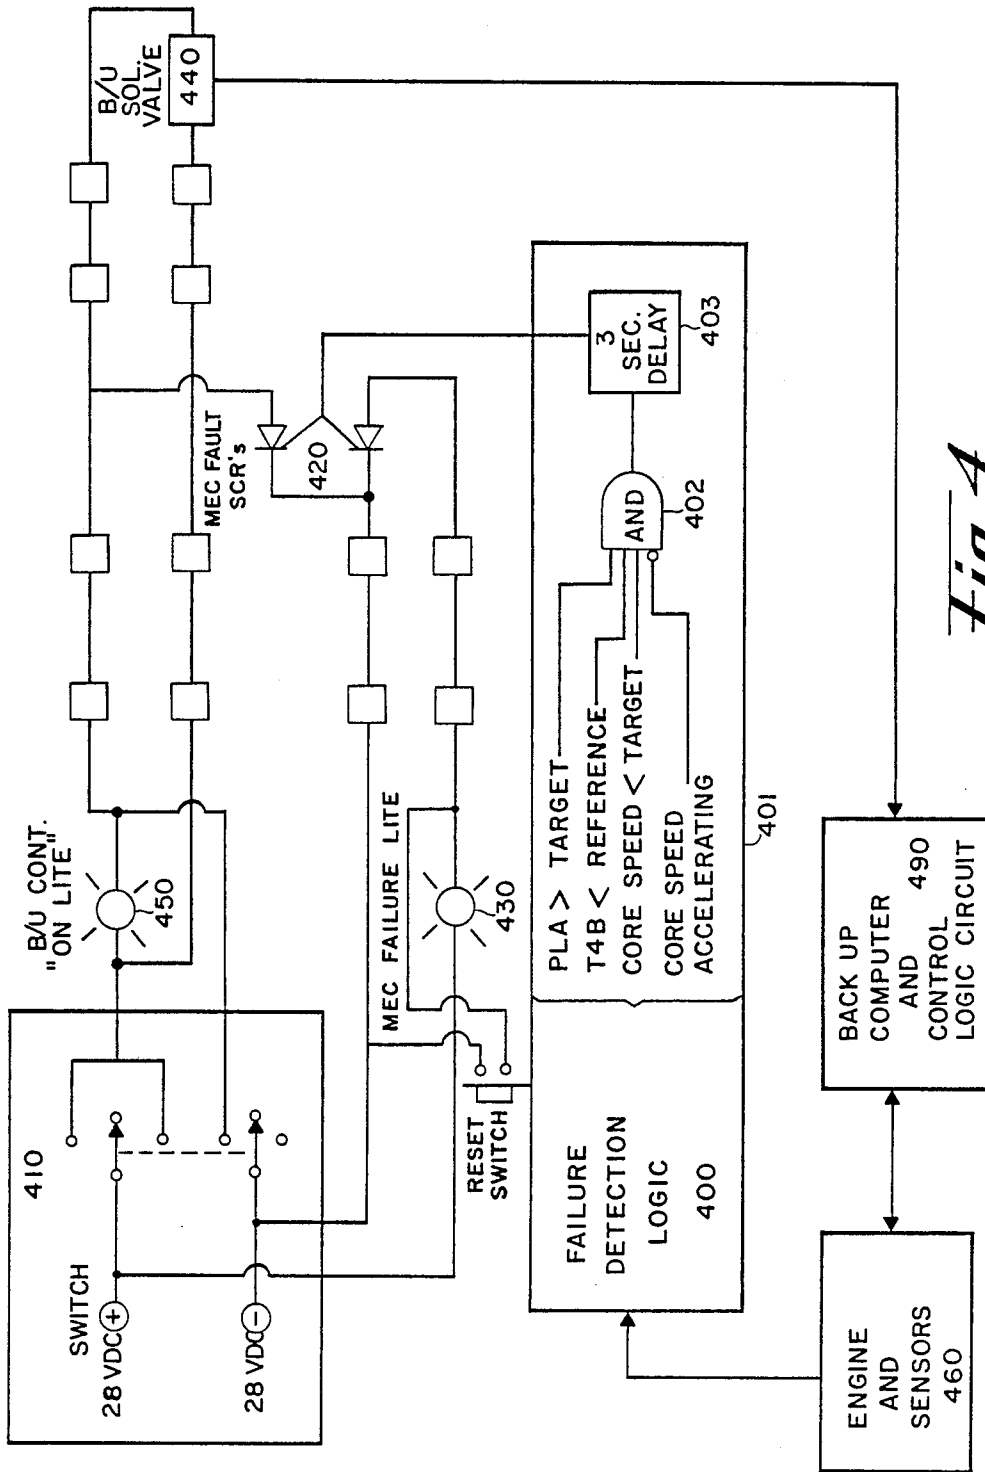 410
SWITCH
28 VDC +
28 VDC -
"B/U CONT.
"ON LITE"
450
B/U
SOL.
VALVE
440
MEC FAULT
SCR's
420
MEC FAILURE LITE
430
RESET
SWITCH
FAILURE
DETECTION
LOGIC
400
PLA > TARGET
T4B < REFERENCE
CORE SPEED < TARGET
CORE SPEED
ACCELERATING
401
AND
402
3
SEC.
DELAY
403
ENGINE
AND
SENSORS
460
BACK UP
COMPUTER
AND
CONTROL
LOGIC CIRCUIT
490
Fig. 4